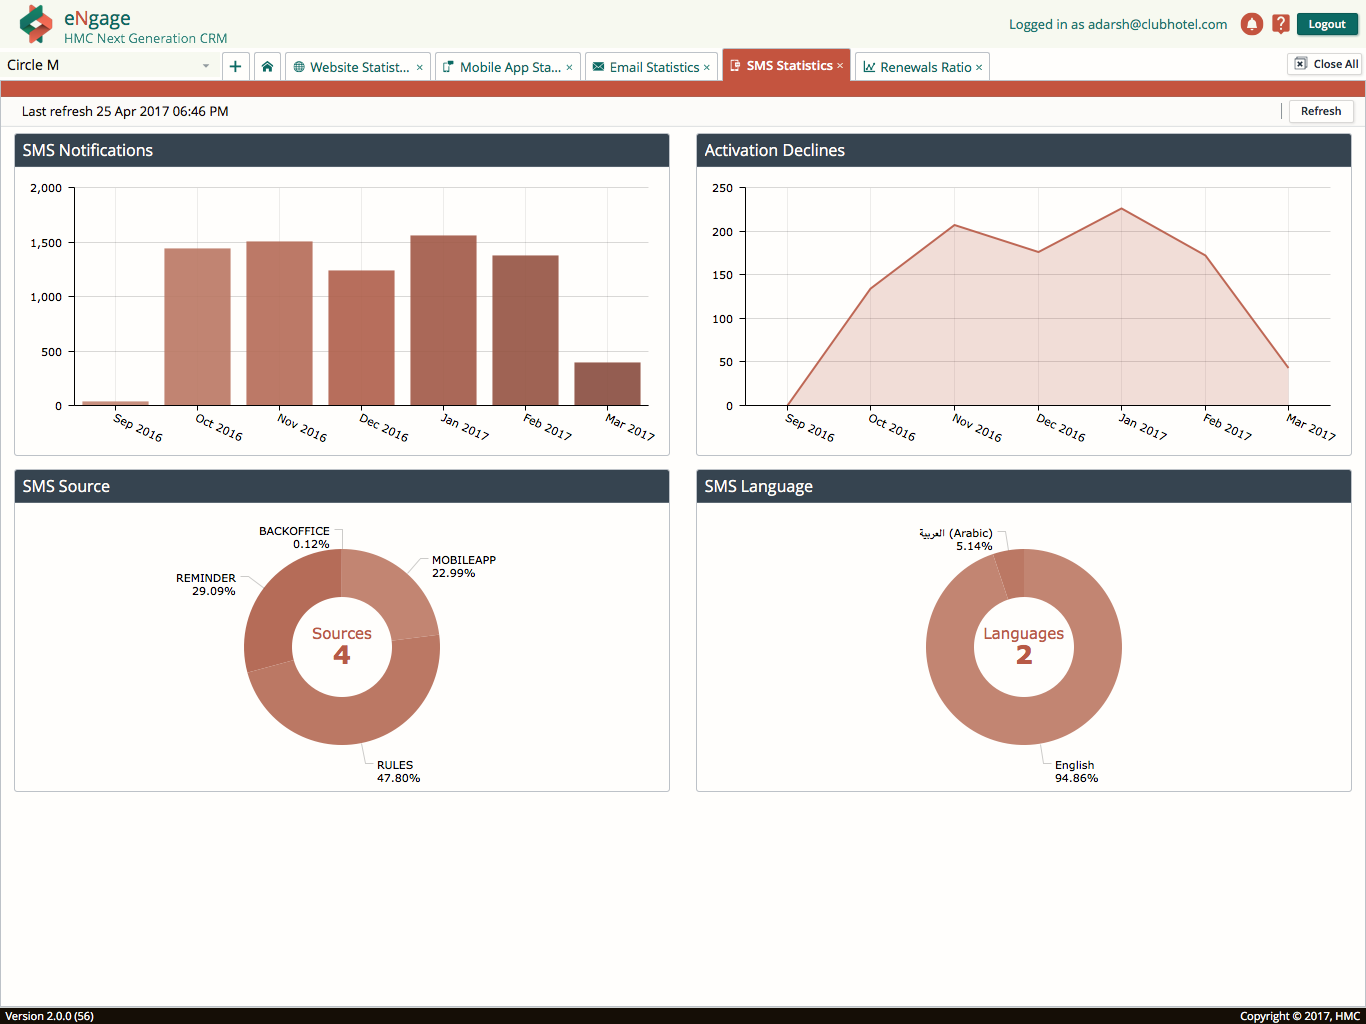 eNgage
HMC Next Generation CRM
Logged in as adarsh@clubhotel.com
?
Logout
Circle M
+
Website Statist... ×
Mobile App Sta... ×
Email Statistics ×
SMS Statistics ×
Renewals Ratio ×
Close All
Last refresh 25 Apr 2017 06:46 PM
Refresh
SMS Notifications
2,000
1,500
1,000
500
0
Sep 2016
Oct 2016
Nov 2016
Dec 2016
Jan 2017
Feb 2017
Mar 2017
Activation Declines
250
200
150
100
50
0
Sep 2016
Oct 2016
Nov 2016
Dec 2016
Jan 2017
Feb 2017
Mar 2017
SMS Source
BACKOFFICE
0.12%
MOBILEAPP
22.99%
REMINDER
29.09%
Sources
4
RULES
47.80%
SMS Language
العربية (Arabic)
5.14%
Languages
2
English
94.86%
Version 2.0.0 (56)
Copyright © 2017, HMC